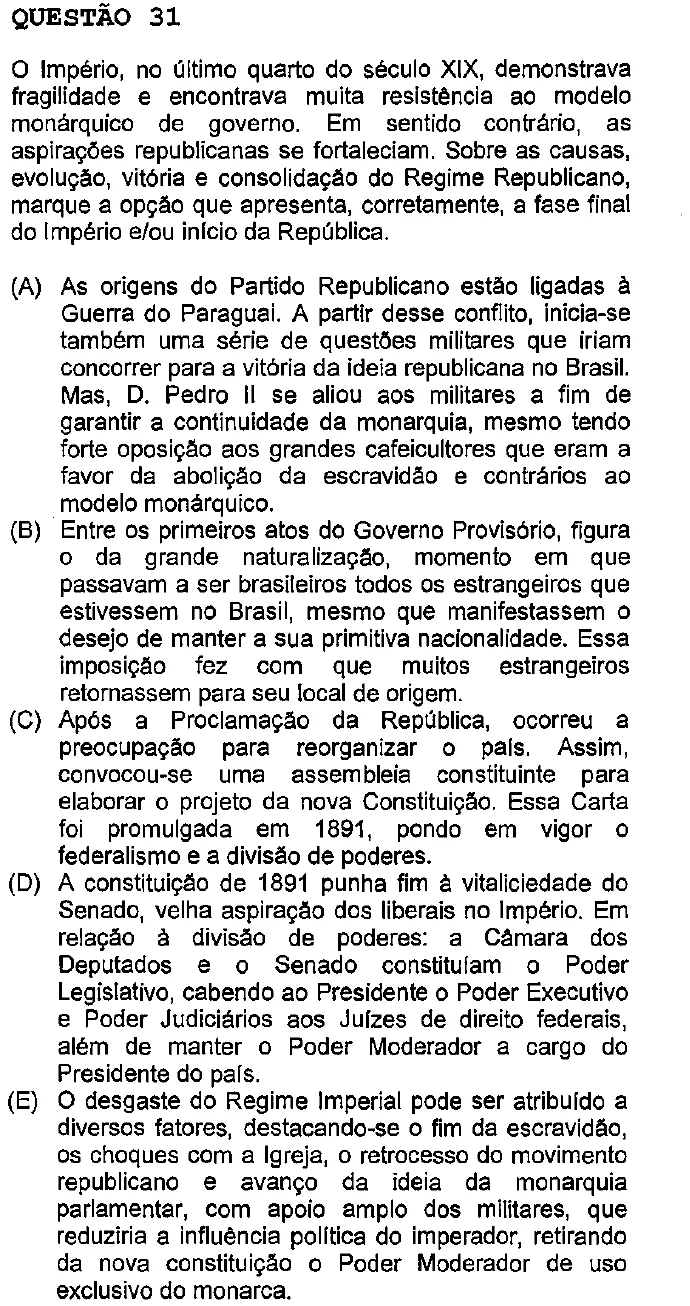 QUESTÃO 31
O Império, no último quarto do século XIX, demonstrava
fragilidade e encontrava muita resistência ao modelo
monárquico de governo. Em sentido contrário, as
aspirações republicanas se fortaleciam. Sobre as causas,
evolução, vitória e consolidação do Regime Republicano,
marque a opção que apresenta, corretamente, a fase final
do Império e/ou início da República.
(A) As origens do Partido Republicano estão ligadas à
Guerra do Paraguai. A partir desse conflito, inicia-se
também uma série de questões militares que iriam
concorrer para a vitória da ideia republicana no Brasil.
Mas, D. Pedro II se aliou aos militares a fim de
garantir a continuidade da monarquia, mesmo tendo
forte oposição aos grandes cafeicultores que eram a
favor da abolição da escravidão e contrários ao
modelo monárquico.
(B) Entre os primeiros atos do Governo Provisório, figura
o da grande naturalização, momento em que
passavam a ser brasileiros todos os estrangeiros que
estivessem no Brasil, mesmo que manifestassem o
desejo de manter a sua primitiva nacionalidade. Essa
imposição fez com que muitos estrangeiros
retornassem para seu local de origem.
(C) Após a Proclamação da República, ocorreu a
preocupação para reorganizar o país. Assim,
convocou-se uma assembleia constituinte para
elaborar o projeto da nova Constituição. Essa Carta
foi promulgada em 1891, pondo em vigor o
federalismo e a divisão de poderes.
(D) A constituição de 1891 punha fim à vitaliciedade do
Senado, velha aspiração dos liberais no Império. Em
relação à divisão de poderes: a Câmara dos
Deputados e o Senado constituíam o Poder
Legislativo, cabendo ao Presidente o Poder Executivo
e Poder Judiciários aos Juízes de direito federais,
além de manter o Poder Moderador a cargo do
Presidente do país.
(E) O desgaste do Regime Imperial pode ser atribuído a
diversos fatores, destacando-se o fim da escravidão,
os choques com a Igreja, o retrocesso do movimento
republicano e avanço da ideia da monarquia
parlamentar, com apoio amplo dos militares, que
reduziria a influência política do imperador, retirando
da nova constituição o Poder Moderador de uso
exclusivo do monarca.